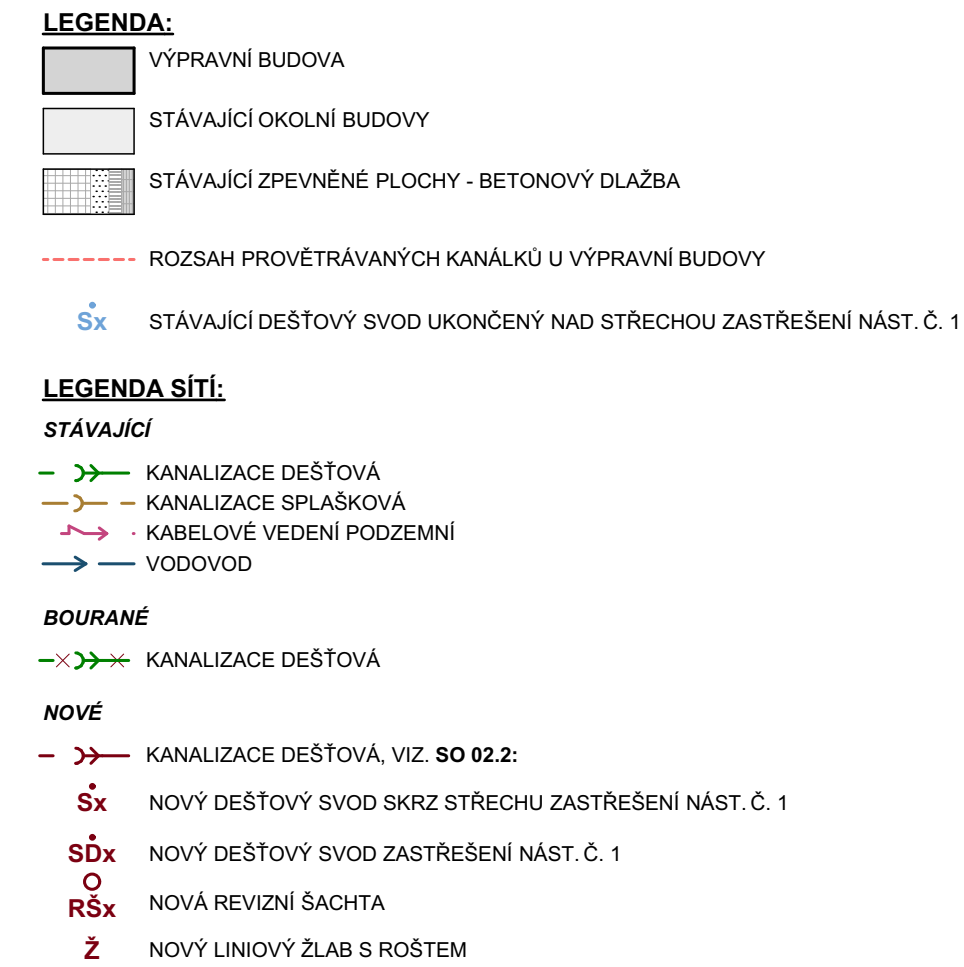 LEGENDA:
VÝPRAVNÍ BUDOVA
STÁVAJÍCÍ OKOLNÍ BUDOVY
STÁVAJÍCÍ ZPEVNĚNÉ PLOCHY - BETONOVÝ DLAŽBA
ROZSAH PROVĚTRÁVANÝCH KANÁLKŮ U VÝPRAVNÍ BUDOVY
Sx STÁVAJÍCÍ DEŠŤOVÝ SVOD UKONČENÝ NAD STŘECHOU ZASTŘEŠENÍ NÁST. Č. 1
LEGENDA SÍTÍ:
STÁVAJÍCÍ
KANALIZACE DEŠŤOVÁ
KANALIZACE SPLAŠKOVÁ
KABELOVÉ VEDENÍ PODZEMNÍ
VODOVOD
BOURANÉ
KANALIZACE DEŠŤOVÁ
NOVÉ
KANALIZACE DEŠŤOVÁ, VIZ. SO 02.2:
Sx NOVÝ DEŠŤOVÝ SVOD SKRZ STŘECHU ZASTŘEŠENÍ NÁST. Č. 1
SDx NOVÝ DEŠŤOVÝ SVOD ZASTŘEŠENÍ NÁST. Č. 1
RŠx NOVÁ REVIZNÍ ŠACHTA
Ž NOVÝ LINIOVÝ ŽLAB S ROŠTEM